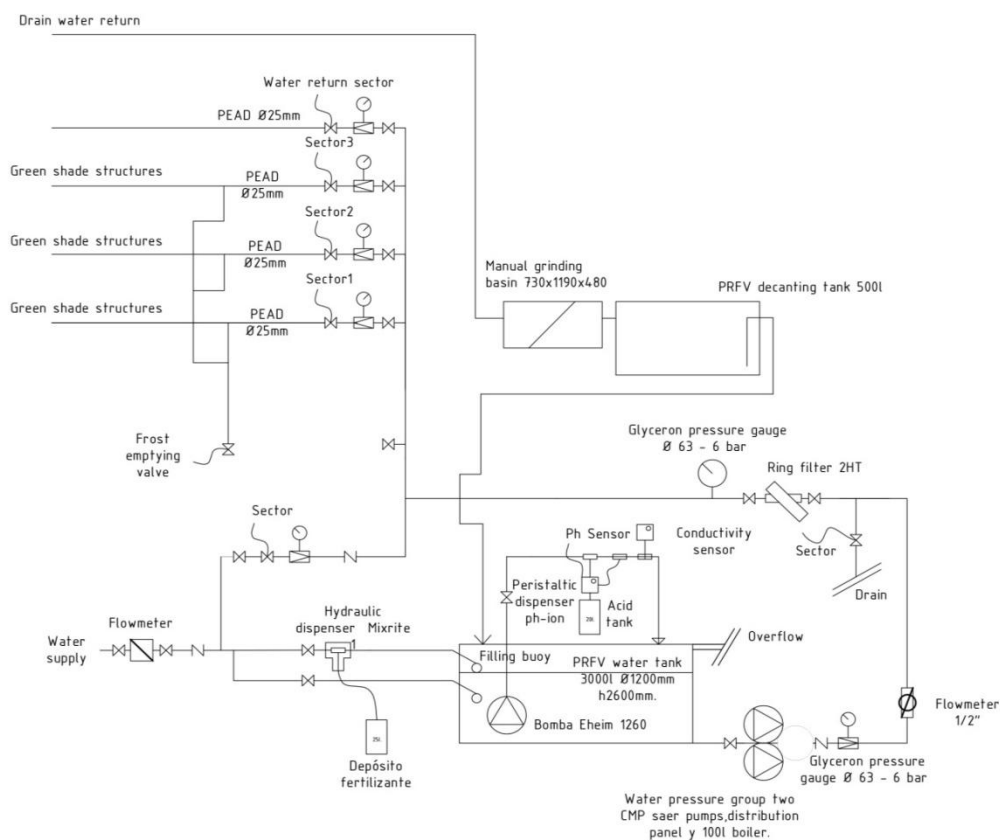 Drain water return
Water return sector
PEAD Ø25mm
Sector3
Green shade structures
PEAD
Ø25mm
Sector2
Green shade structures
PEAD
Ø25mm
Sector1
Green shade structures
PEAD
Ø25mm
Manual grinding
basin 730x1190x480
PRFV decanting tank 500l
Frost
emptying
valve
Glyceron pressure gauge
Ø 63 - 6 bar
Ring filter 2HT
Sector
Ph Sensor
Conductivity
sensor
Sector
Drain
Peristaltic
dispenser
ph-ion
Acid
tank
20L
Flowmeter
Hydraulic
dispenser Mixrite
1
Water
supply
Filling buoy
PRFV water tank
3000l Ø1200mm
h2600mm.
Overflow
Bomba Eheim 1260
Flowmeter
1/2"
25L
Depósito
fertilizante
Glyceron pressure
gauge Ø 63 - 6 bar
Water pressure group two
CMP saer pumps,distribution
panel y 100l boiler.